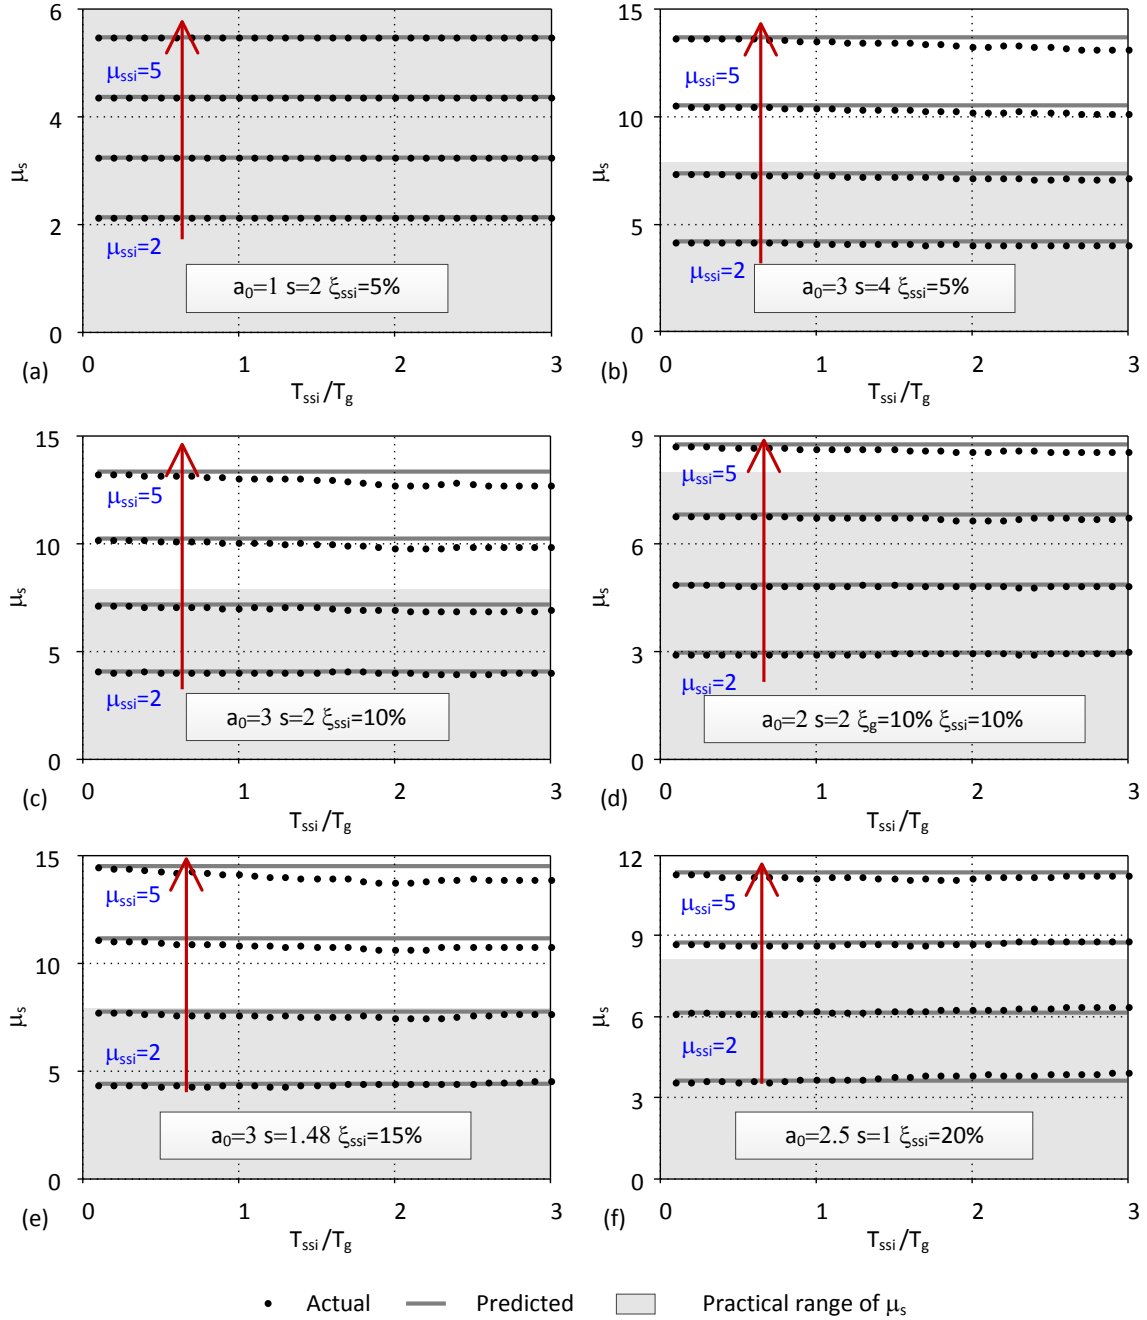 6
4
2
0
μs
μssi=5
μssi=2
a0=1 s=2 ξssi=5%
0 1 2 3
(a)
Tssi/Tg
15
10
5
0
μs
μssi=5
μssi=2
a0=3 s=4 ξssi=5%
0 1 2 3
(b)
Tssi/Tg
15
10
5
0
μs
μssi=5
μssi=2
a0=3 s=2 ξssi=10%
0 1 2 3
(c)
Tssi/Tg
9
6
3
0
μs
μssi=5
μssi=2
a0=2 s=2 ξg=10% ξssi=10%
0 1 2 3
(d)
Tssi/Tg
15
10
5
0
μs
μssi=5
μssi=2
a0=3 s=1.48 ξssi=15%
0 1 2 3
(e)
Tssi/Tg
12
9
6
3
0
μs
μssi=5
μssi=2
a0=2.5 s=1 ξssi=20%
0 1 2 3
(f)
Tssi/Tg
Actual Predicted Practical range of μs